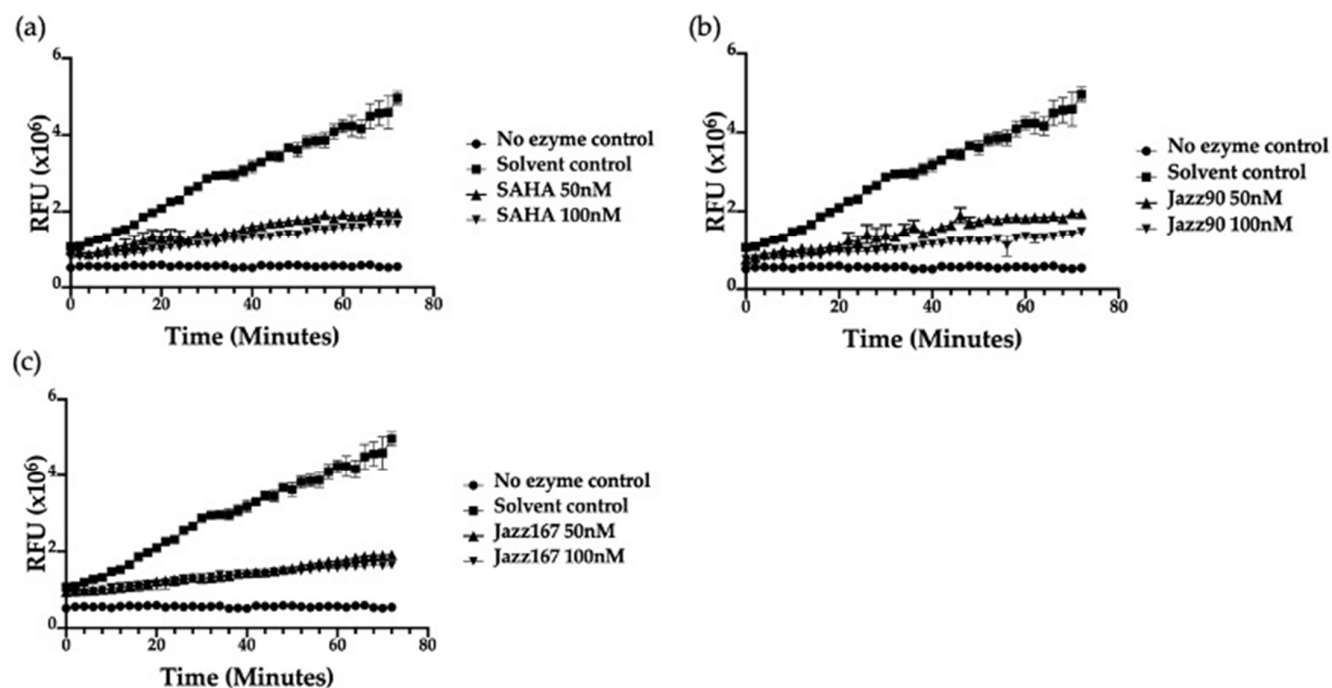 (a)
6
4
2
0
RFU (x10⁶)
0 20 40 60 80
Time (Minutes)
No ezyme control
Solvent control
SAHA 50nM
SAHA 100nM
(b)
6
4
2
0
RFU (x10⁶)
0 20 40 60 80
Time (Minutes)
No ezyme control
Solvent control
Jazz90 50nM
Jazz90 100nM
(c)
6
4
2
0
RFU (x10⁶)
0 20 40 60 80
Time (Minutes)
No ezyme control
Solvent control
Jazz167 50nM
Jazz167 100nM